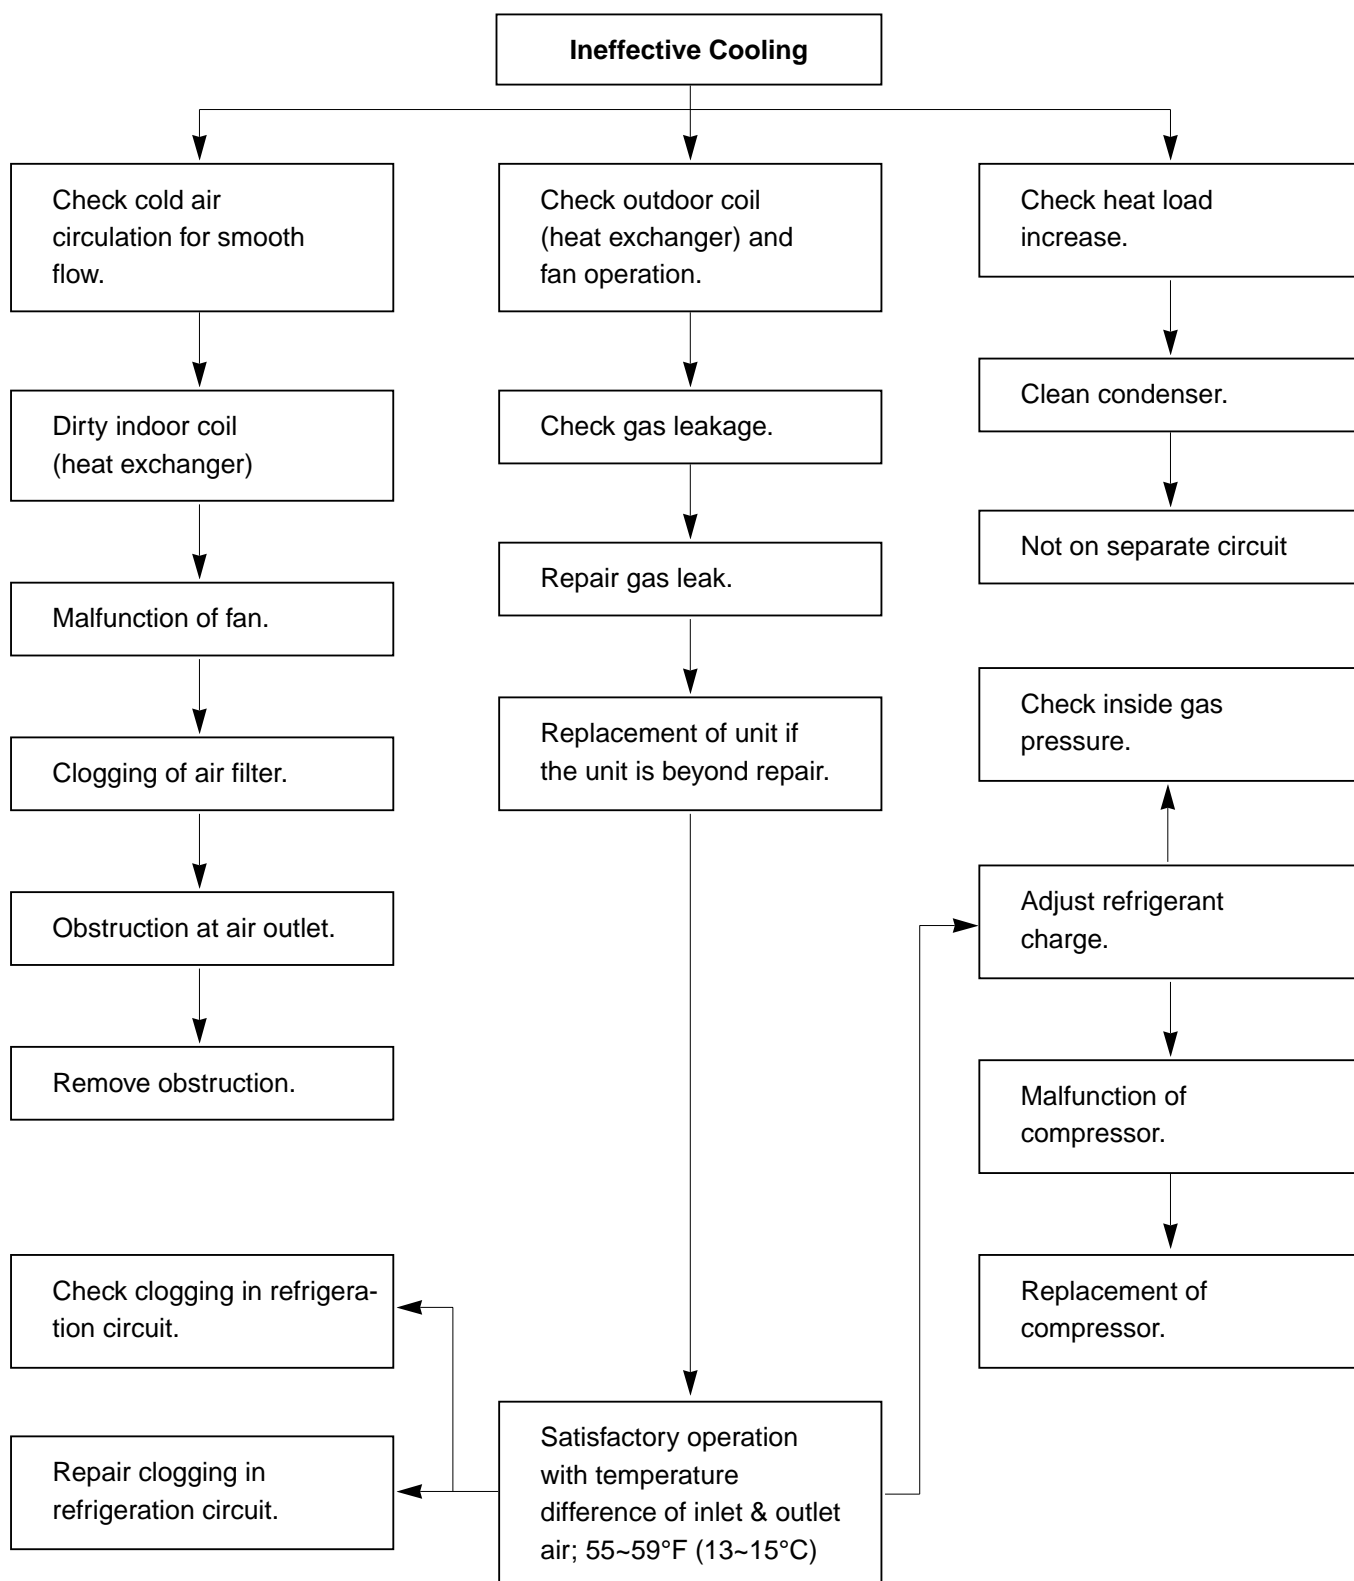 Ineffective Cooling
Check cold air
circulation for smooth
flow.
Dirty indoor coil
(heat exchanger)
Malfunction of fan.
Clogging of air filter.
Obstruction at air outlet.
Remove obstruction.
Check outdoor coil
(heat exchanger) and
fan operation.
Check gas leakage.
Repair gas leak.
Replacement of unit if
the unit is beyond repair.
Check heat load
increase.
Clean condenser.
Not on separate circuit
Check inside gas
pressure.
Adjust refrigerant
charge.
Malfunction of
compressor.
Replacement of
compressor.
Check clogging in refrigera-
tion circuit.
Repair clogging in
refrigeration circuit.
Satisfactory operation
with temperature
difference of inlet & outlet
air; 55~59°F (13~15°C)